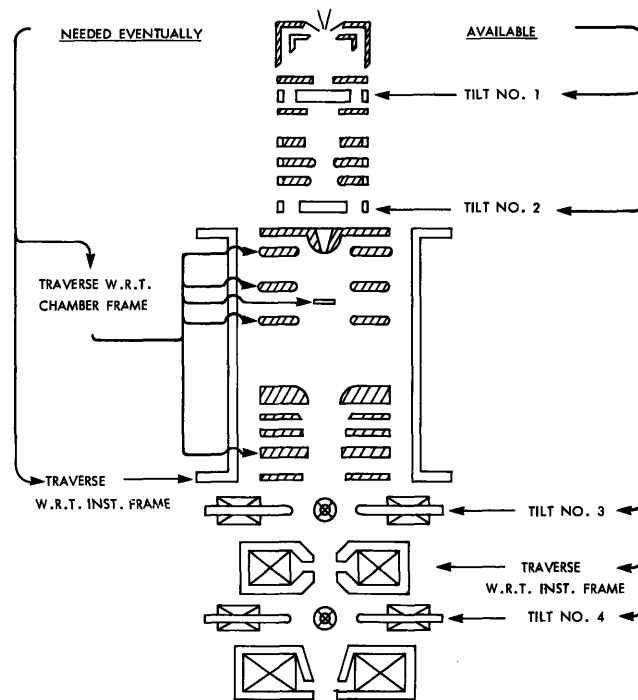 NEEDED EVENTUALLY
AVAILABLE
TILT NO. 1
TILT NO. 2
TRAVERSE W.R.T.
CHAMBER FRAME
TRAVERSE
W.R.T. INST. FRAME
TILT NO. 3
TRAVERSE
W.R.T. INST. FRAME
TILT NO. 4